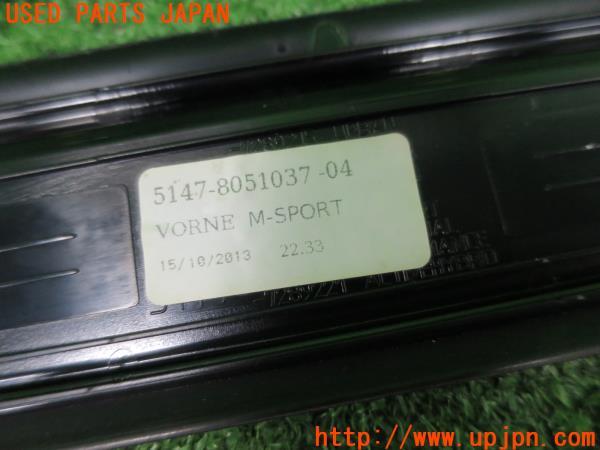 USED PARTS JAPAN
5147-8051037-04
VORNE M-SPORT
15/10/2013 22.33
http://www.upjpn.com/